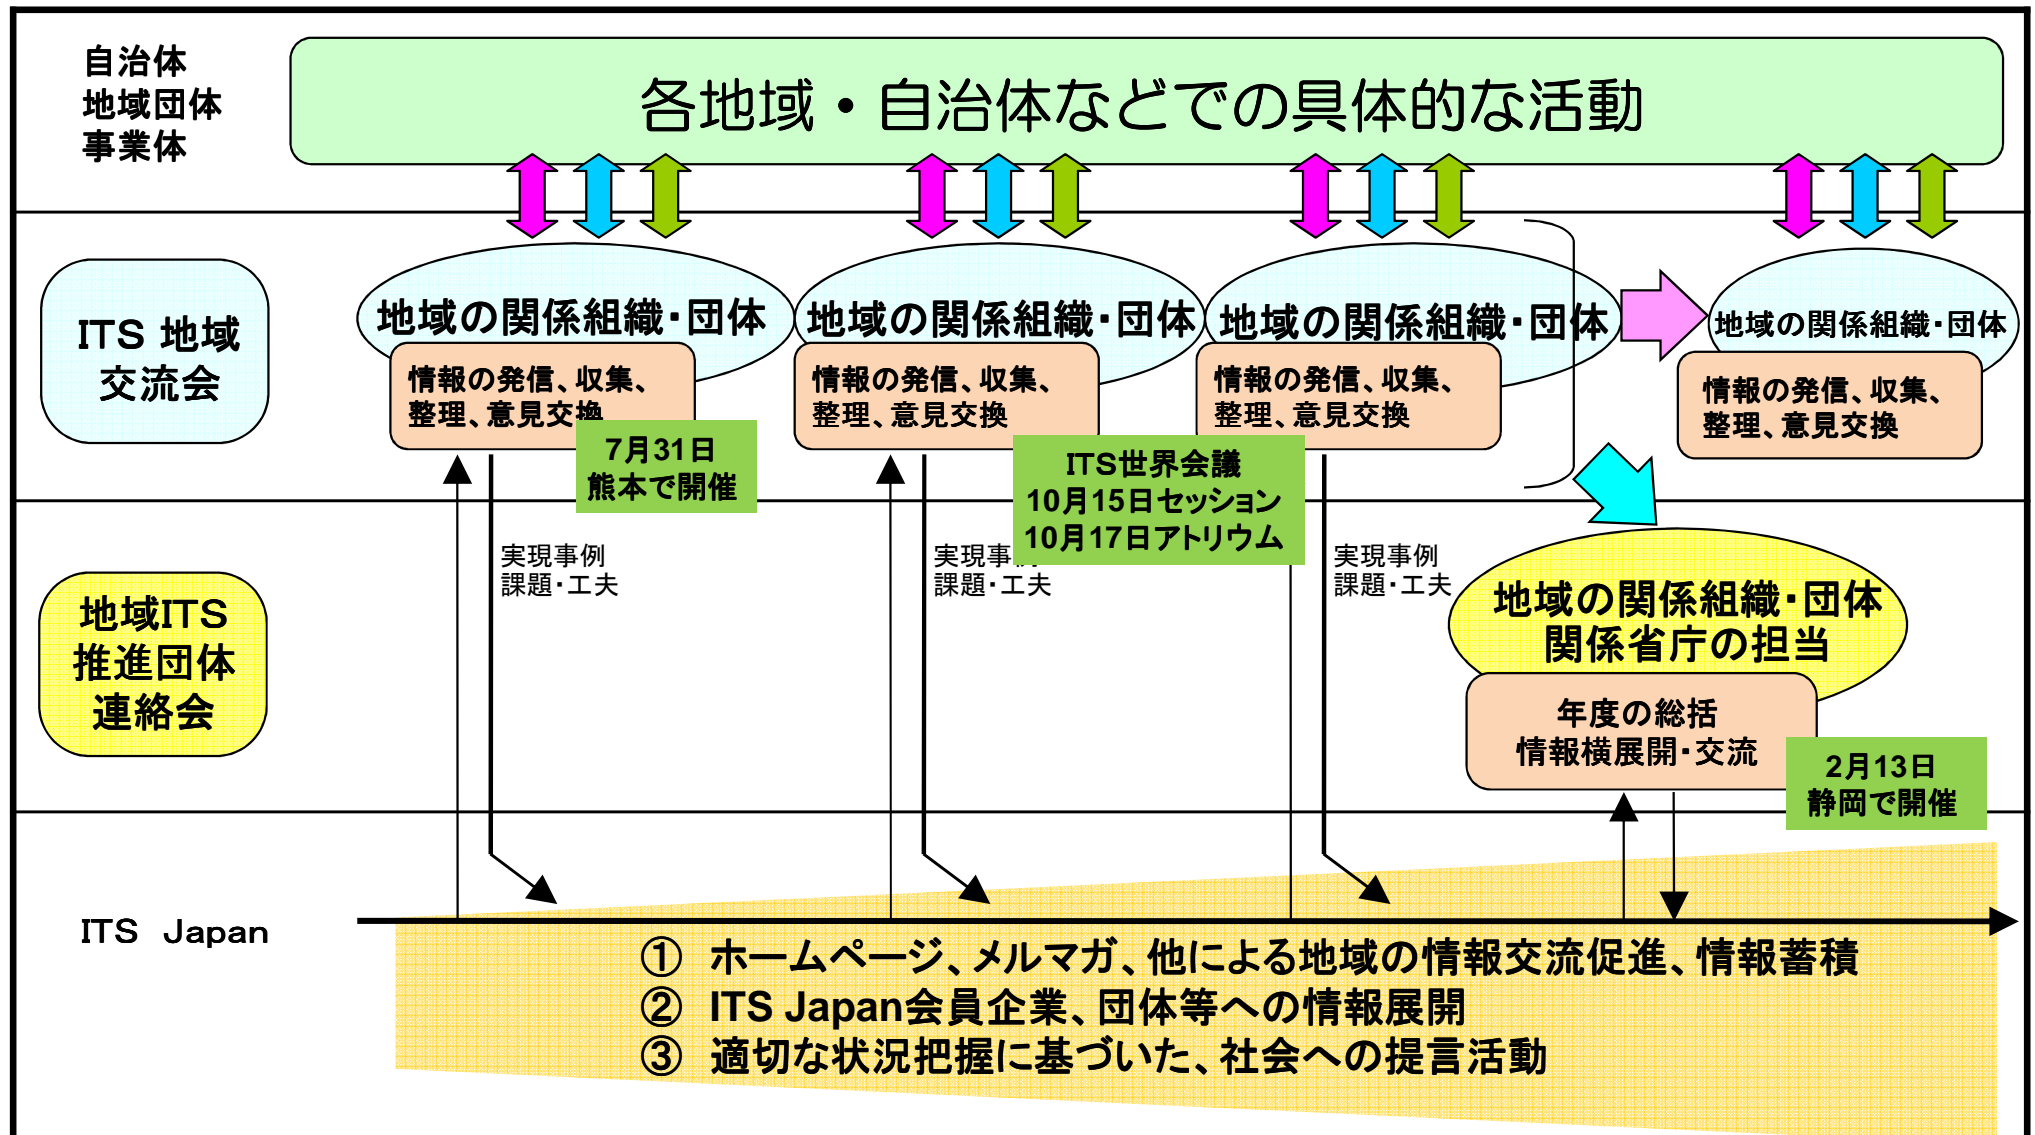 自治体
地域団体
事業体
各地域・自治体などでの具体的な活動
ITS 地域
交流会
地域の関係組織・団体
情報の発信、収集、
整理、意見交換
7月31日
熊本で開催
地域の関係組織・団体
情報の発信、収集、
整理、意見交換
ITS世界会議
10月15日セッション
10月17日アトリウム
地域の関係組織・団体
情報の発信、収集、
整理、意見交換
地域の関係組織・団体
情報の発信、収集、
整理、意見交換
地域ITS
推進団体
連絡会
実現事例
課題・工夫
実現事例
課題・工夫
実現事例
課題・工夫
地域の関係組織・団体
関係省庁の担当
年度の総括
情報横展開・交流
2月13日
静岡で開催
ITS Japan
① ホームページ、メルマガ、他による地域の情報交流促進、情報蓄積
② ITS Japan会員企業、団体等への情報展開
③ 適切な状況把握に基づいた、社会への提言活動